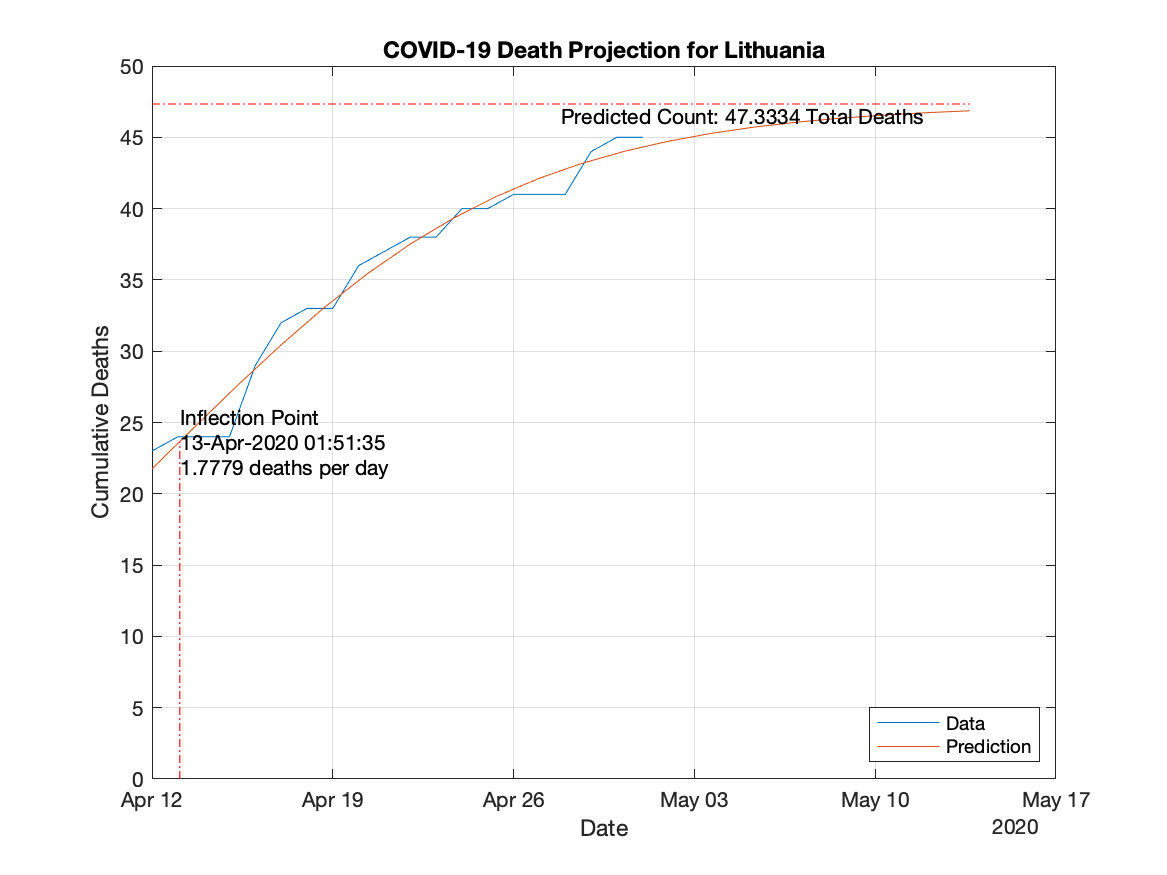 COVID-19 Death Projection for Lithuania
50
45
40
35
30
25
20
15
10
5
0
Cumulative Deaths
Predicted Count: 47.3334 Total Deaths
Inflection Point
13-Apr-2020 01:51:35
1.7779 deaths per day
Data
Prediction
Apr 12
Apr 19
Apr 26
May 03
May 10
May 17
Date
2020